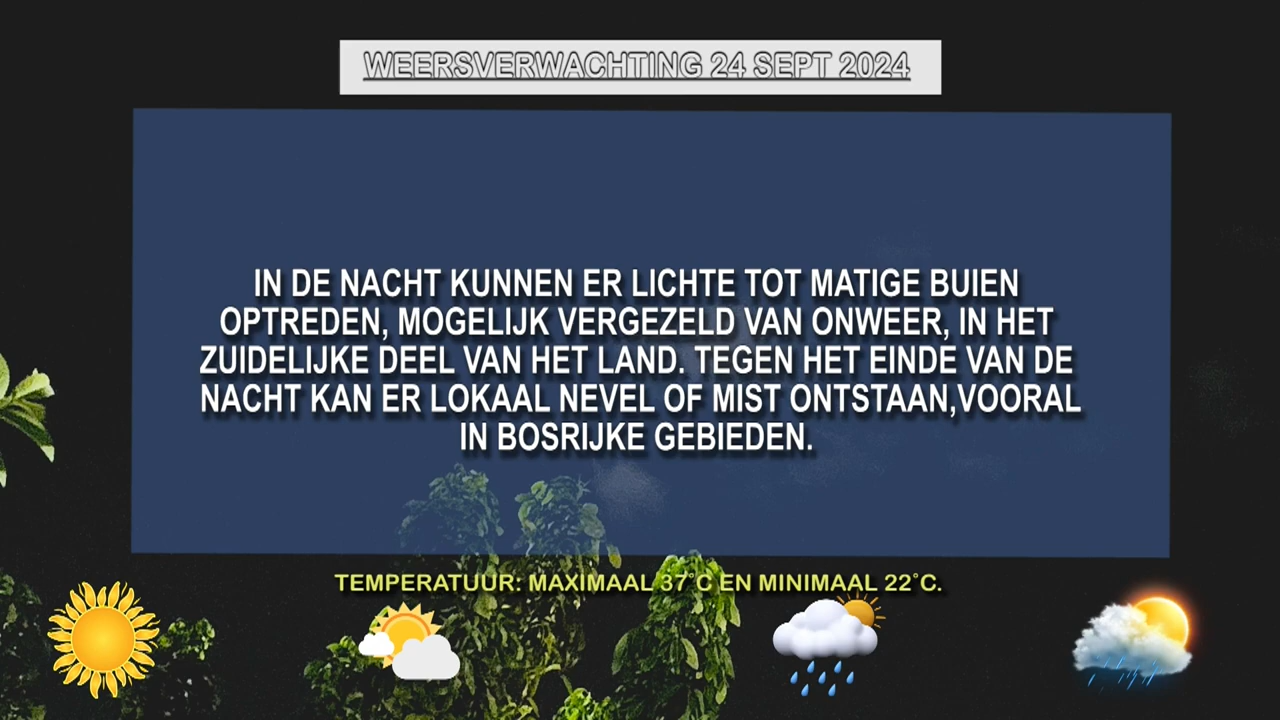 WEERSVERWACHTING 24 SEPT 2024
IN DE NACHT KUNNEN ER LICHTE TOT MATIGE BUIEN
OPTREDEN, MOGELIJK VERGEZELD VAN ONWEER, IN HET
ZUIDELIJKE DEEL VAN HET LAND. TEGEN HET EINDE VAN DE
NACHT KAN ER LOKAAL NEVEL OF MIST ONTSTAAN,VOORAL
IN BOSRIJKE GEBIEDEN.
TEMPERATUUR: MAXIMAAL 37°C EN MINIMAAL 22°C.